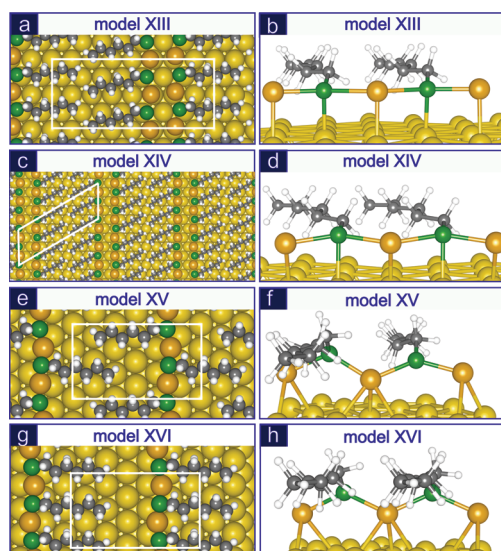 a model XIII
b model XIII
c model XIV
d model XIV
e model XV
f model XV
g model XVI
h model XVI